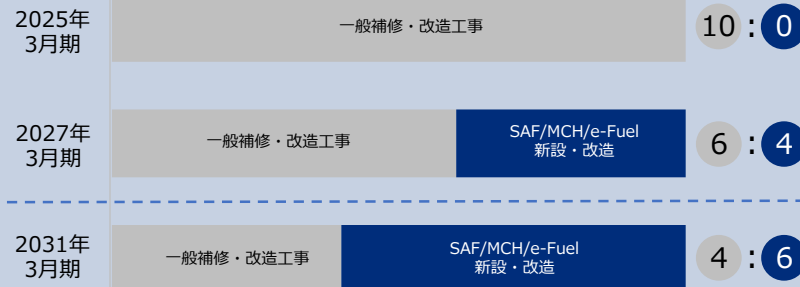 2025年
3月期
一般補修・改造工事
10 : 0
2027年
3月期
一般補修・改造工事
SAF/MCH/e-Fuel
新設・改造
6 : 4
2031年
3月期
一般補修・改造工事
SAF/MCH/e-Fuel
新設・改造
4 : 6